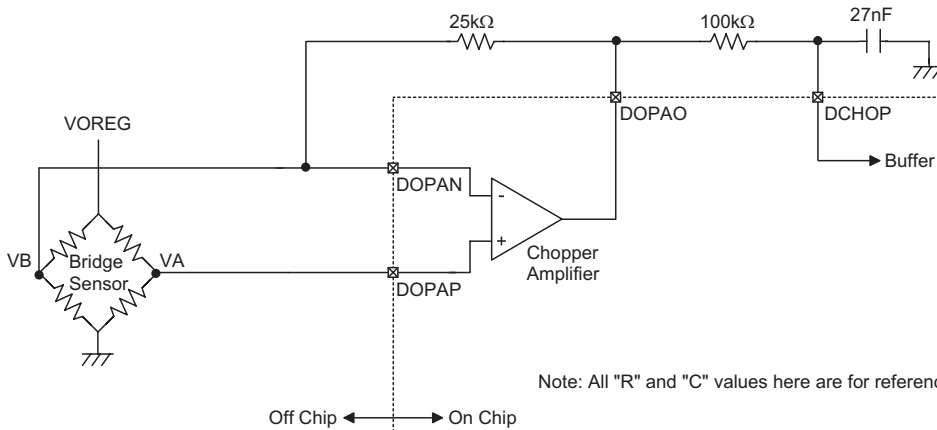 25kΩ
100kΩ
27nF
DOPAO
DCHOP
VOREG
Buffer
DOPAN
-
VB
Bridge
Sensor
VA
+
Chopper
Amplifier
DOPAP
Note: All "R" and "C" values here are for referenc
Off Chip
On Chip